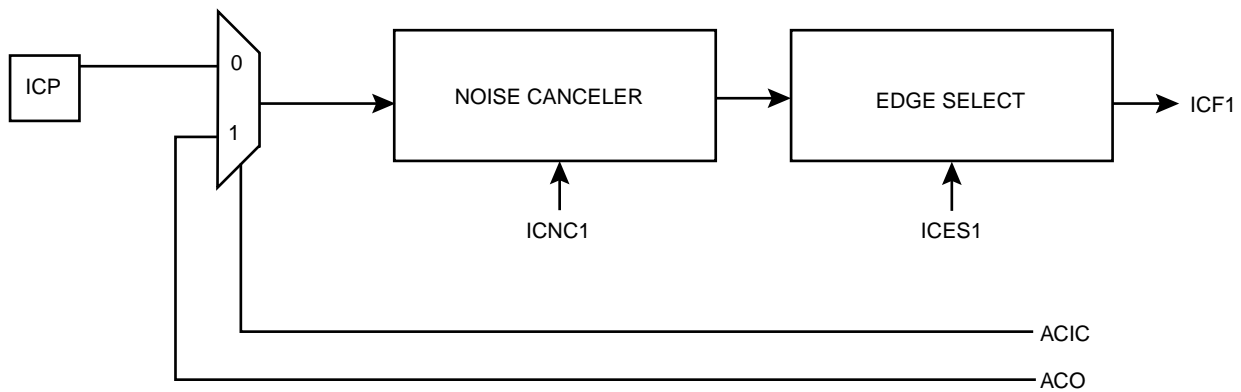 ICP
0
1
NOISE CANCELER
EDGE SELECT
ICF1
ICNC1
ICES1
ACIC
ACO